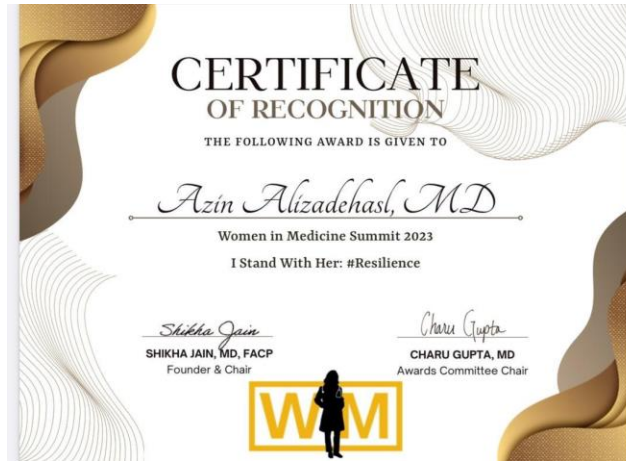 CERTIFICATE
OF RECOGNITION
THE FOLLOWING AWARD IS GIVEN TO
Azin Alizadehasl, MD
Women in Medicine Summit 2023
I Stand With Her: #Resilience
Shikha Jain
SHIKHA JAIN, MD, FACP
Founder & Chair
Charu Gupta
CHARU GUPTA, MD
Awards Committee Chair
WIM